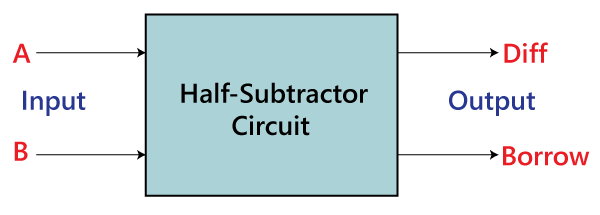 A
Diff
Input
Half-Subtractor
Circuit
Output
B
Borrow